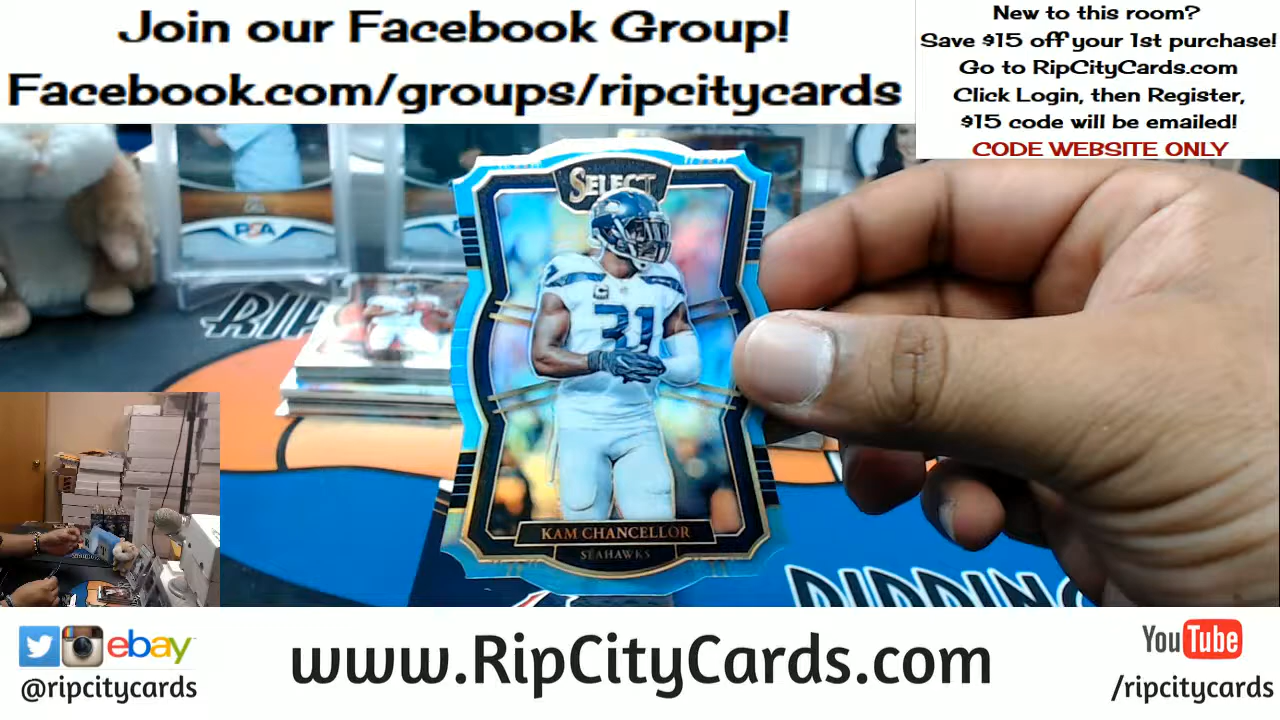 Join our Facebook Group!
Facebook.com/groups/ripcitycards
New to this room?
Save $15 off your 1st purchase!
Go to RipCityCards.com
Click Login, then Register,
$15 code will be emailed!
CODE WEBSITE ONLY
PSA
SELECT
31
KAM CHANCELLOR
SEAHAWKS
RIP
RIPPING
ebay
@ripcitycards
www.RipCityCards.com
YouTube
/ripcitycards